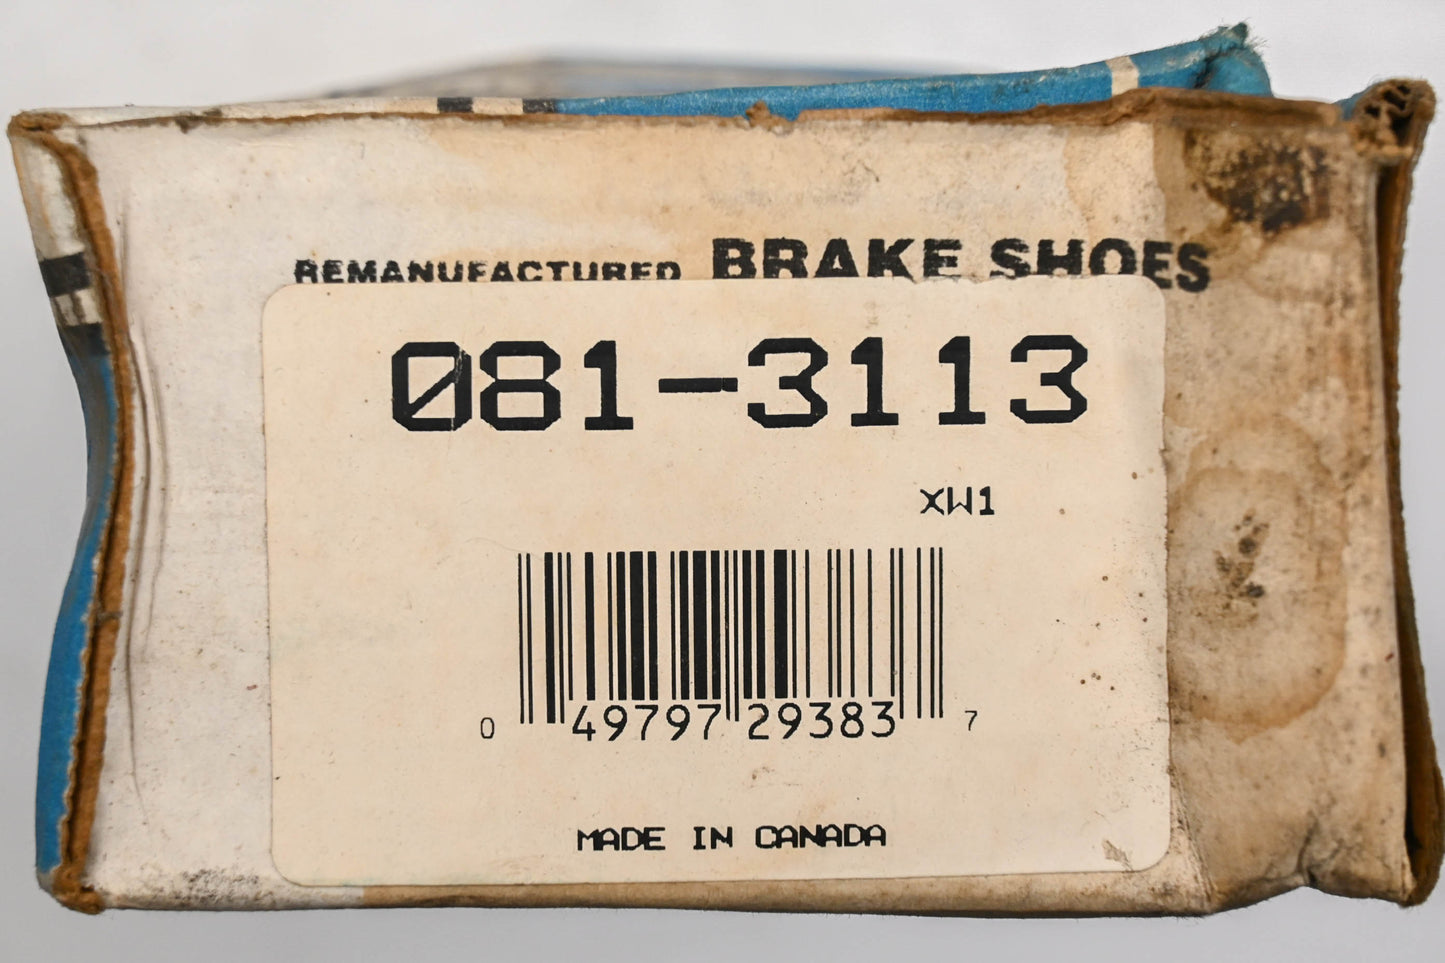 REMANUFACTURED BRAKE SHOES
081-3113
XW1
0 49797 29383 7
MADE IN CANADA